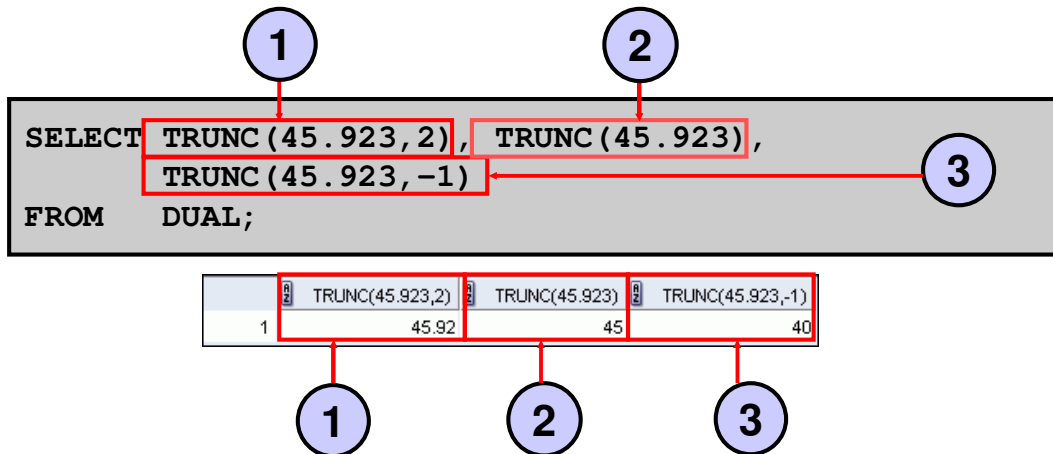 1 2
SELECT TRUNC(45.923,2), TRUNC(45.923),
TRUNC(45.923,-1) 3
FROM DUAL;
TRUNC(45.923,2) TRUNC(45.923) TRUNC(45.923,-1)
1 45.92 45 40
1 2 3